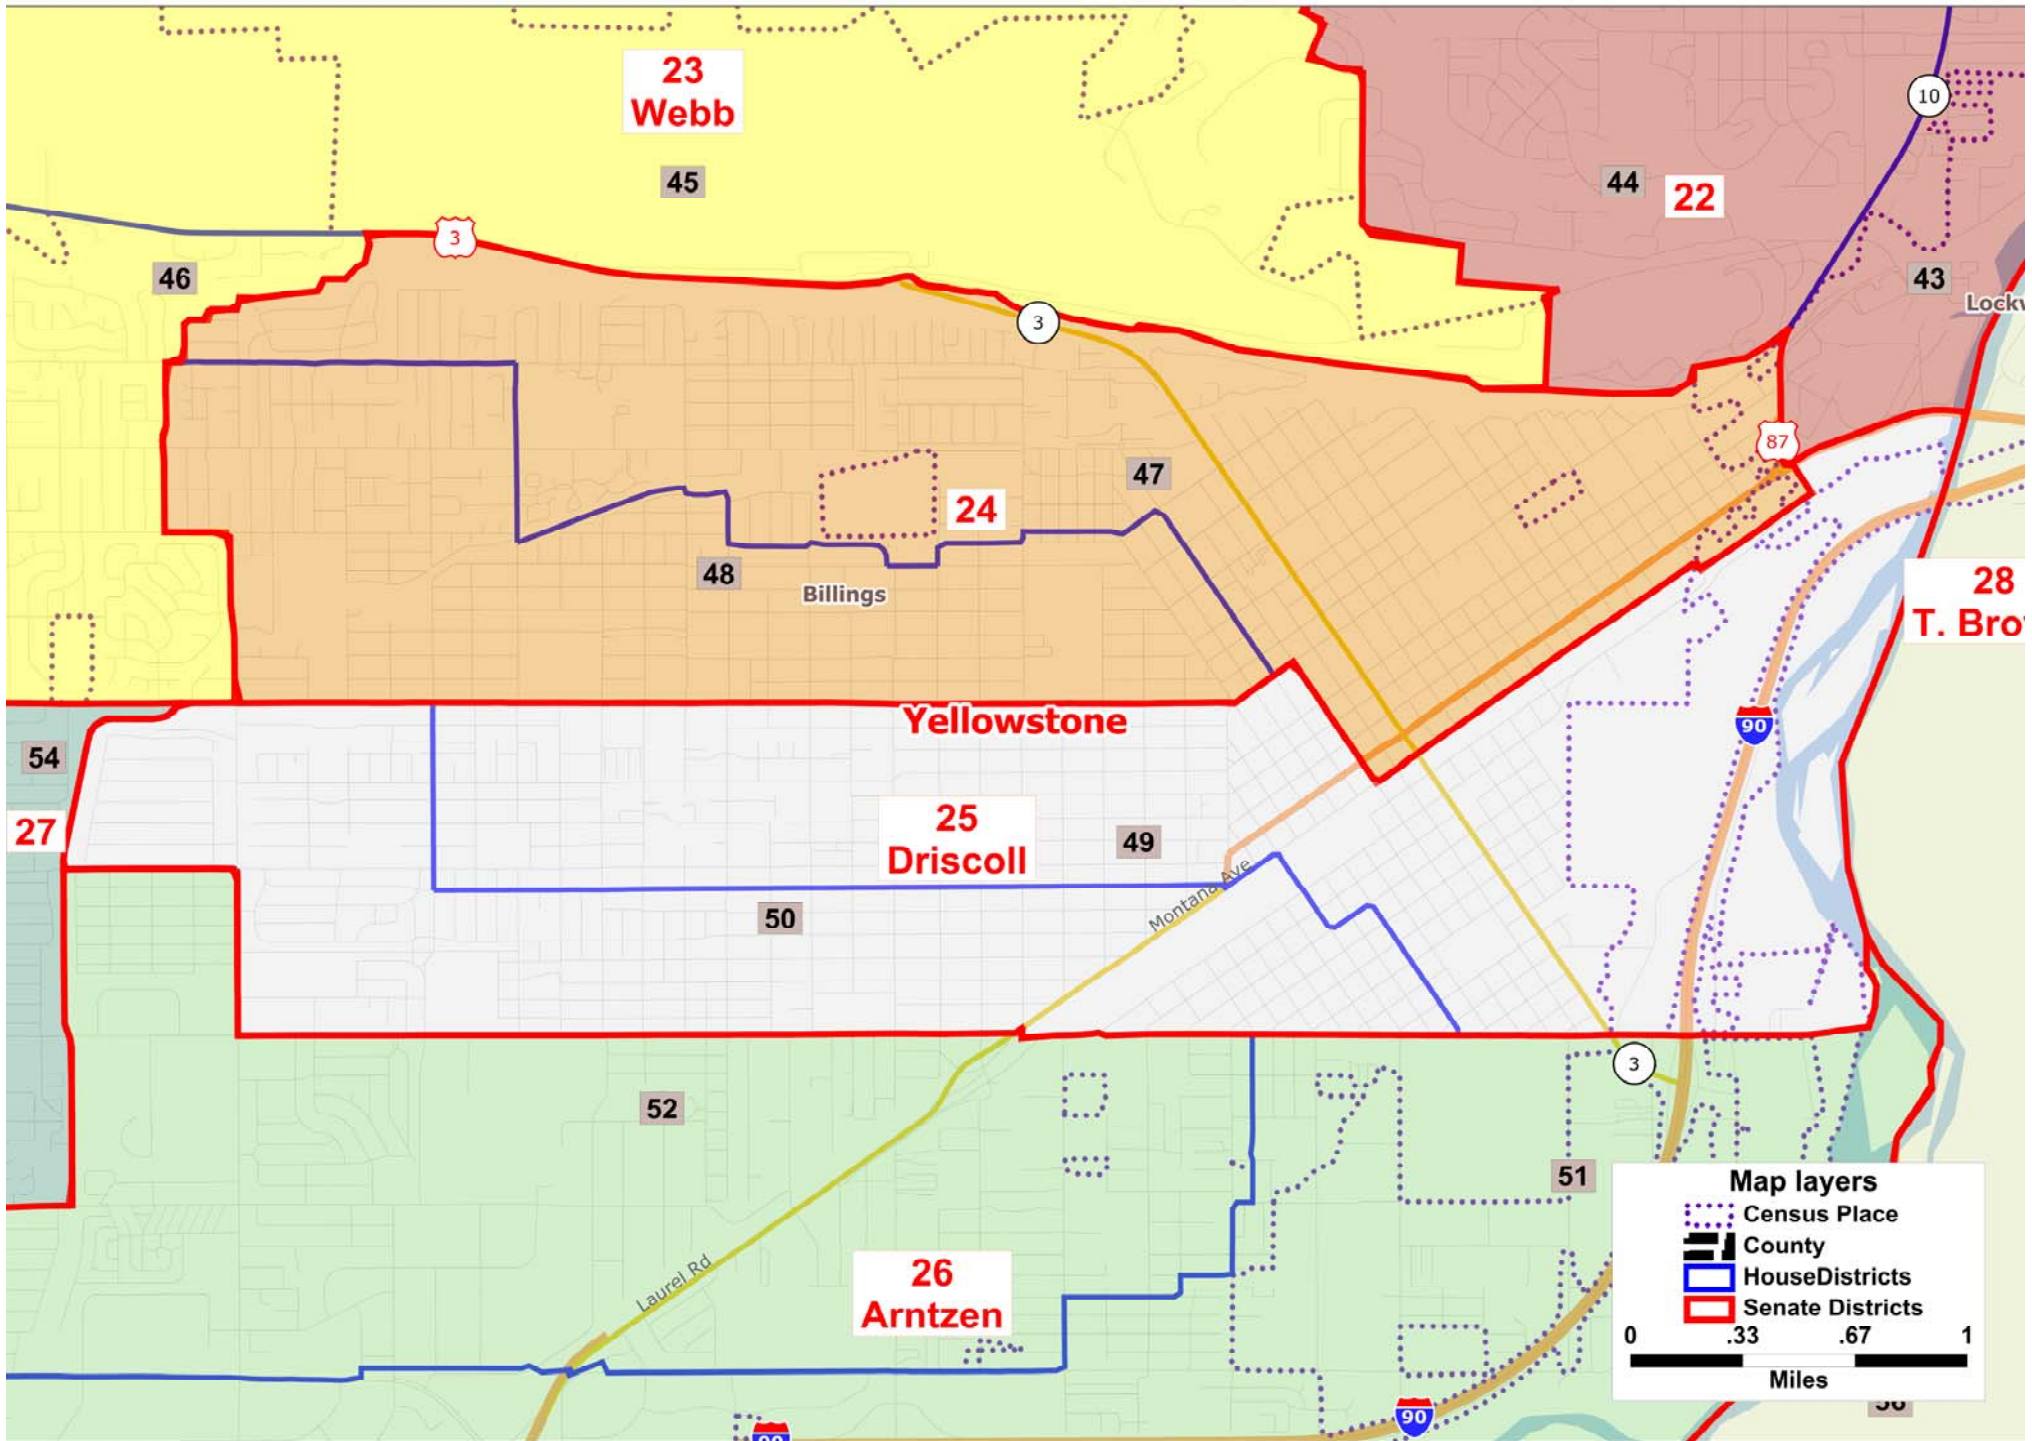 23
Webb
10
45
44
22
3
46
43
3
87
47
24
48
Billings
28
Yellowstone
90
54
25
Driscoll
27
49
Montana Ave
50
3
52
51
26
Arntzen
Laurel Rd
90
Map layers
Census Place
County
HouseDistricts
Senate Districts
0 .33 .67 1
Miles